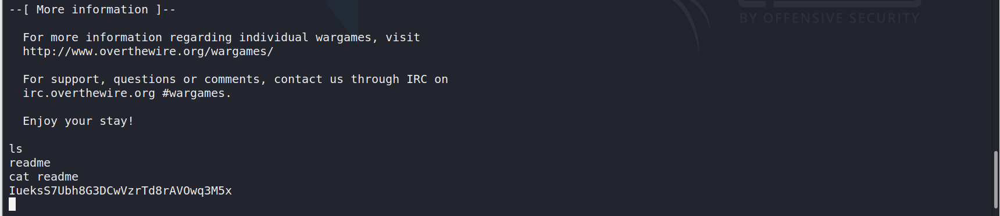 BY OFFENSIVE SECURITY
--[ More information ]--
For more information regarding individual wargames, visit
http://www.overthewire.org/wargames/
For support, questions or comments, contact us through IRC on
irc.overthewire.org #wargames.
Enjoy your stay!
ls
readme
cat readme
IueksS7Ubh8G3DCwVzrTd8rAVOwq3M5x